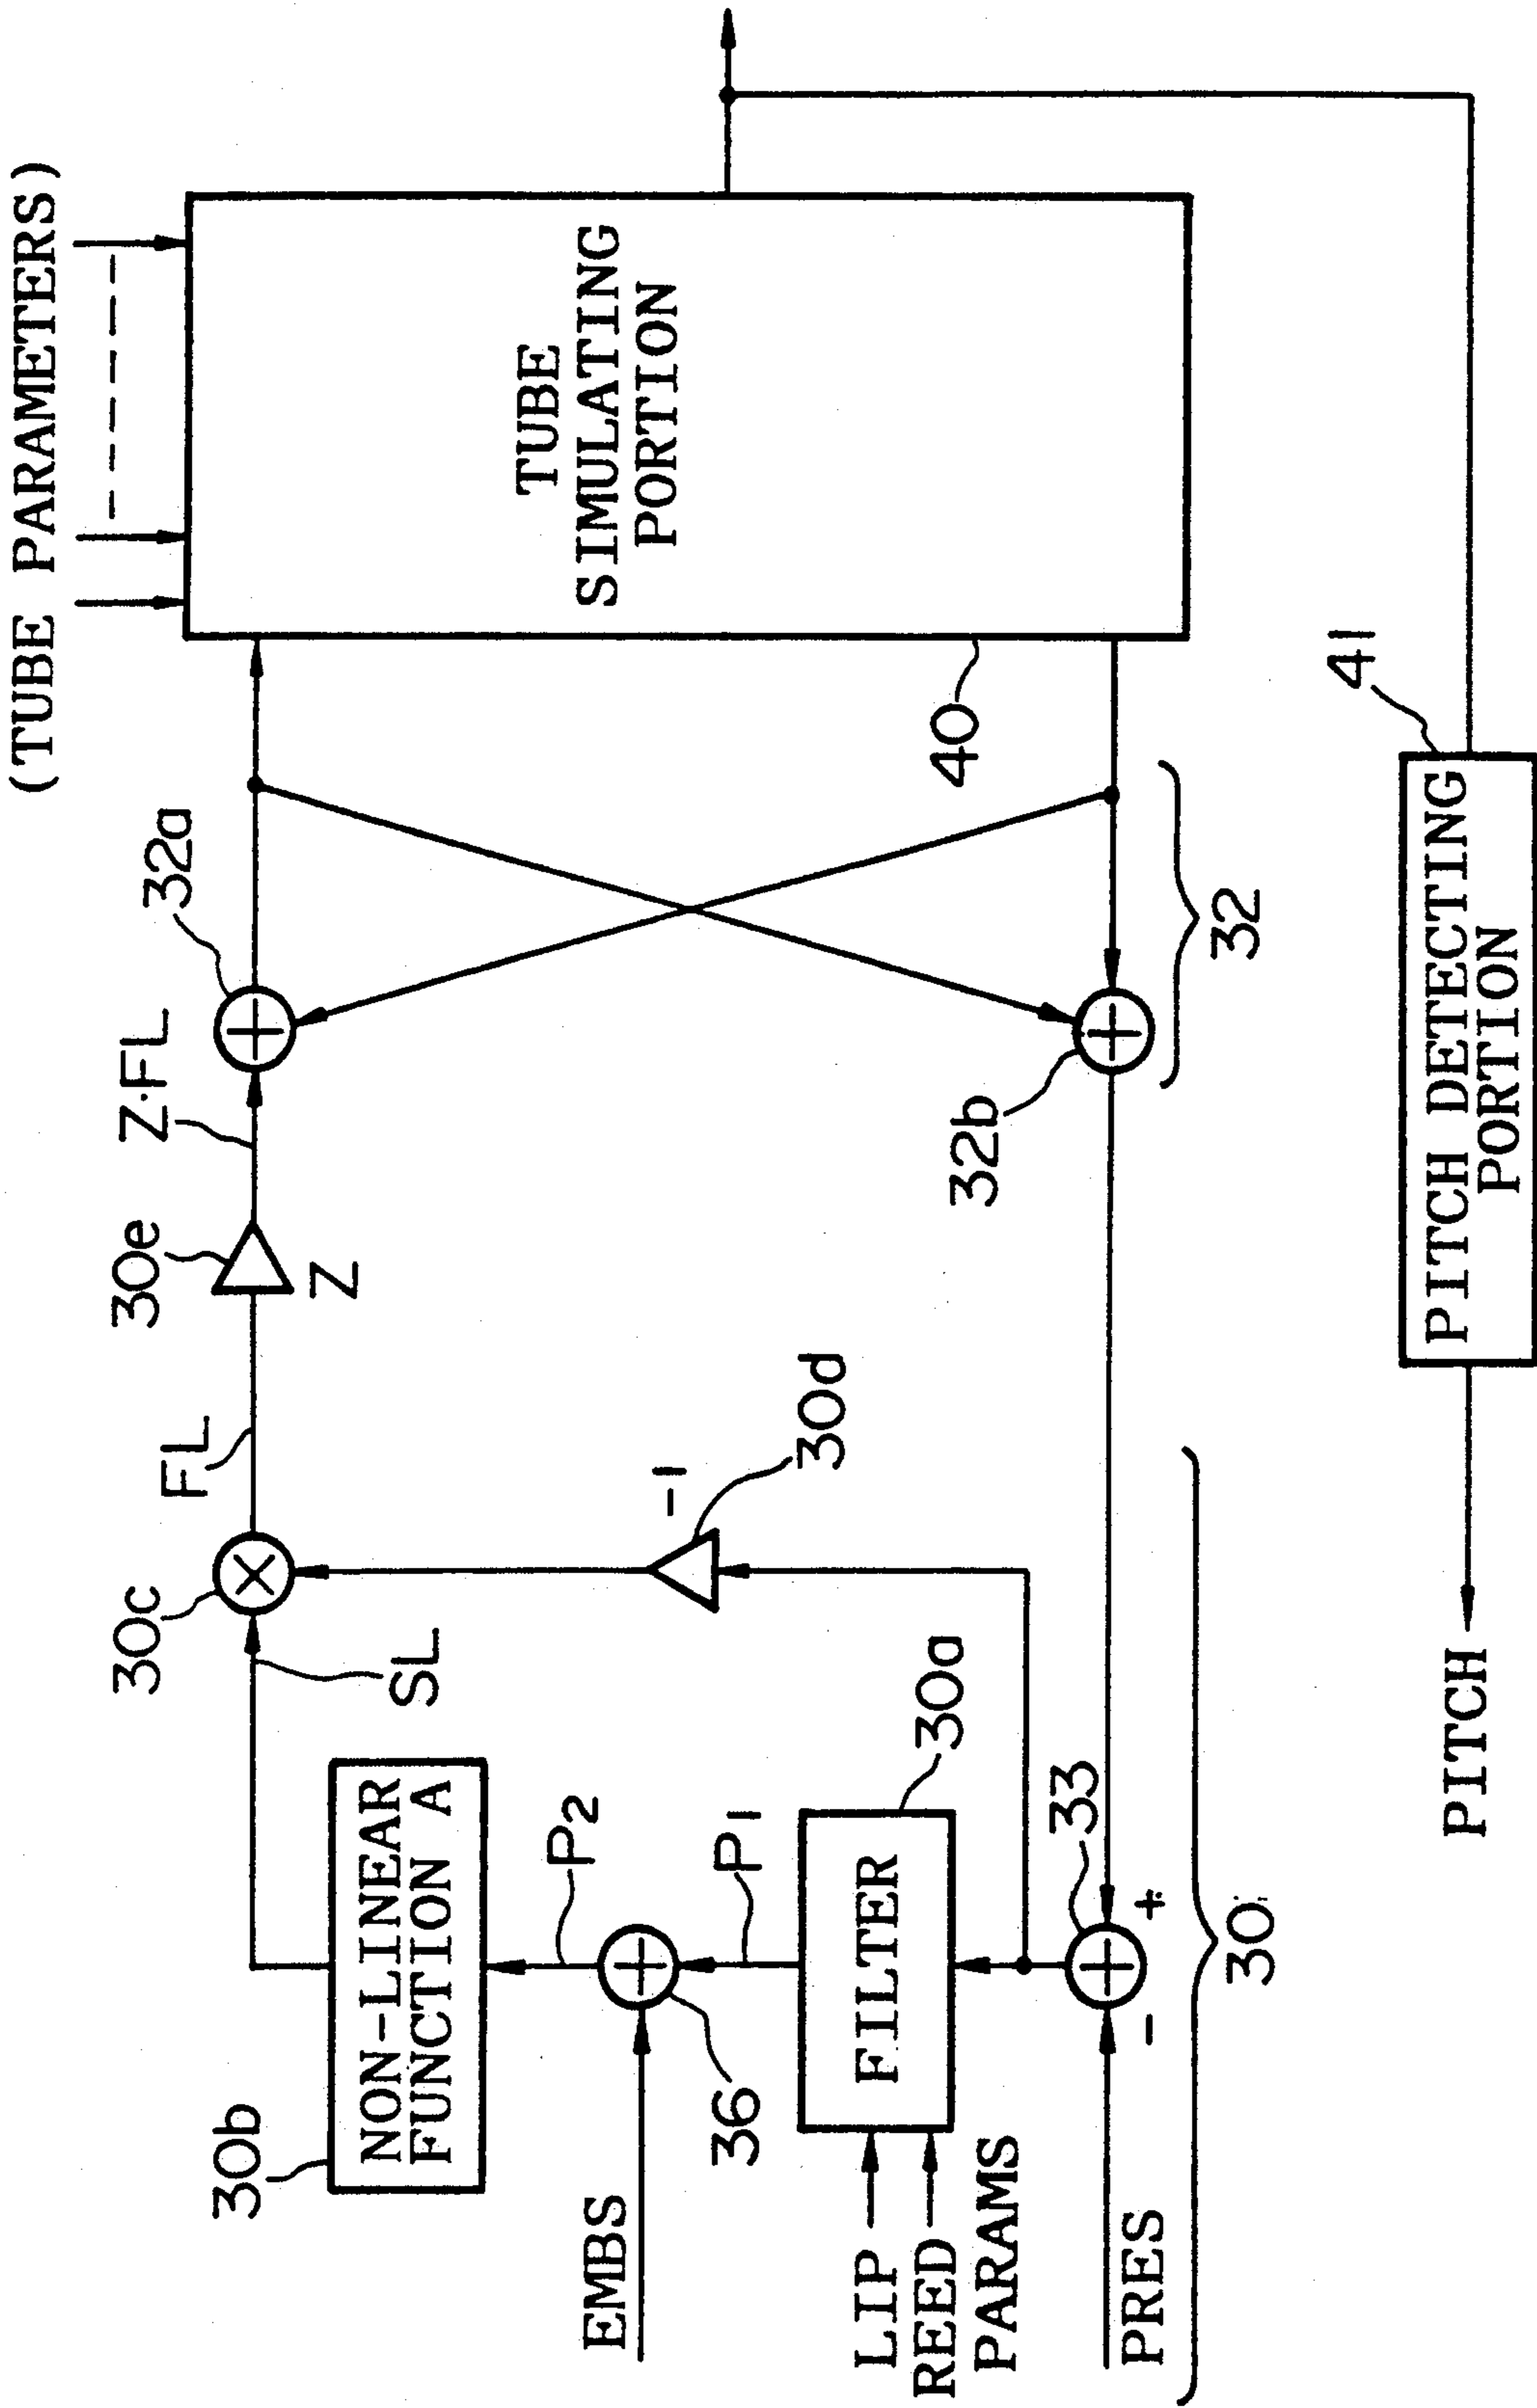 (TUBE PARAMETERS)
30b
NON-LINEAR
FUNCTION A
30c
SL
FL
30e
Z
Z·FL
32a
TUBE
SIMULATING
PORTION
EMBS
36
P2
P1
-1
30d
LIP
REED
PARAMS
FILTER
30a
PRES
-
+
33
30
32b
32
40
PITCH
PITCH DETECTING
PORTION
41